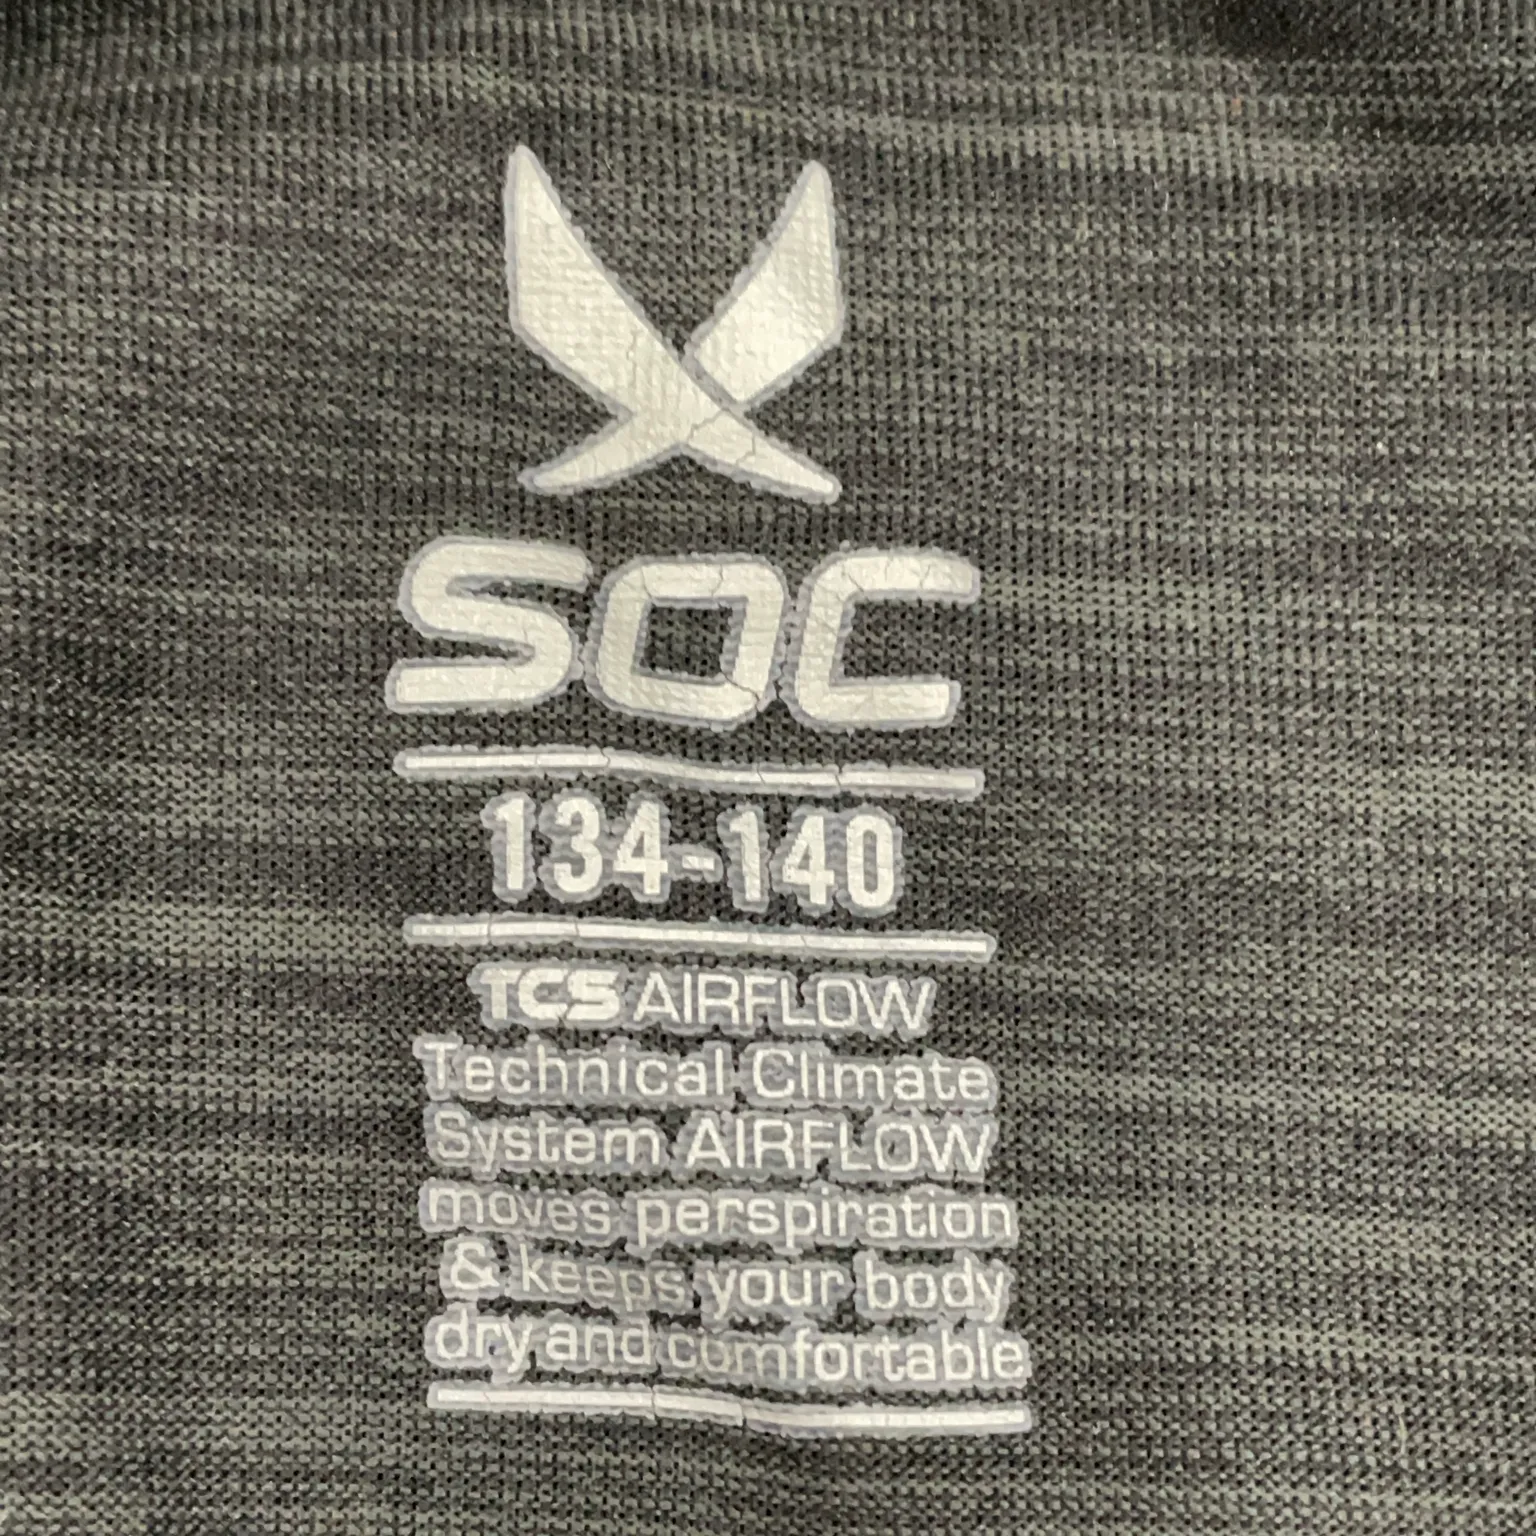 SOC
134-140
TCS AIRFLOW
Technical Climate
System AIRFLOW
moves perspiration
& keeps your body
dry and comfortable